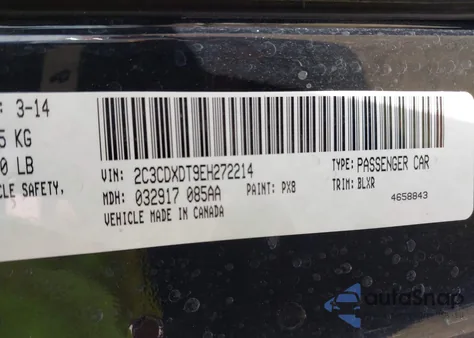 : 3-14
5 KG
0 LB
CLE SAFETY,
VIN: 2C3CDXDT9EH272214
TYPE: PASSENGER CAR
MDH: 032917 085AA
PAINT: PX8
TRIM: BLXR
VEHICLE MADE IN CANADA
4658843
autoSnap